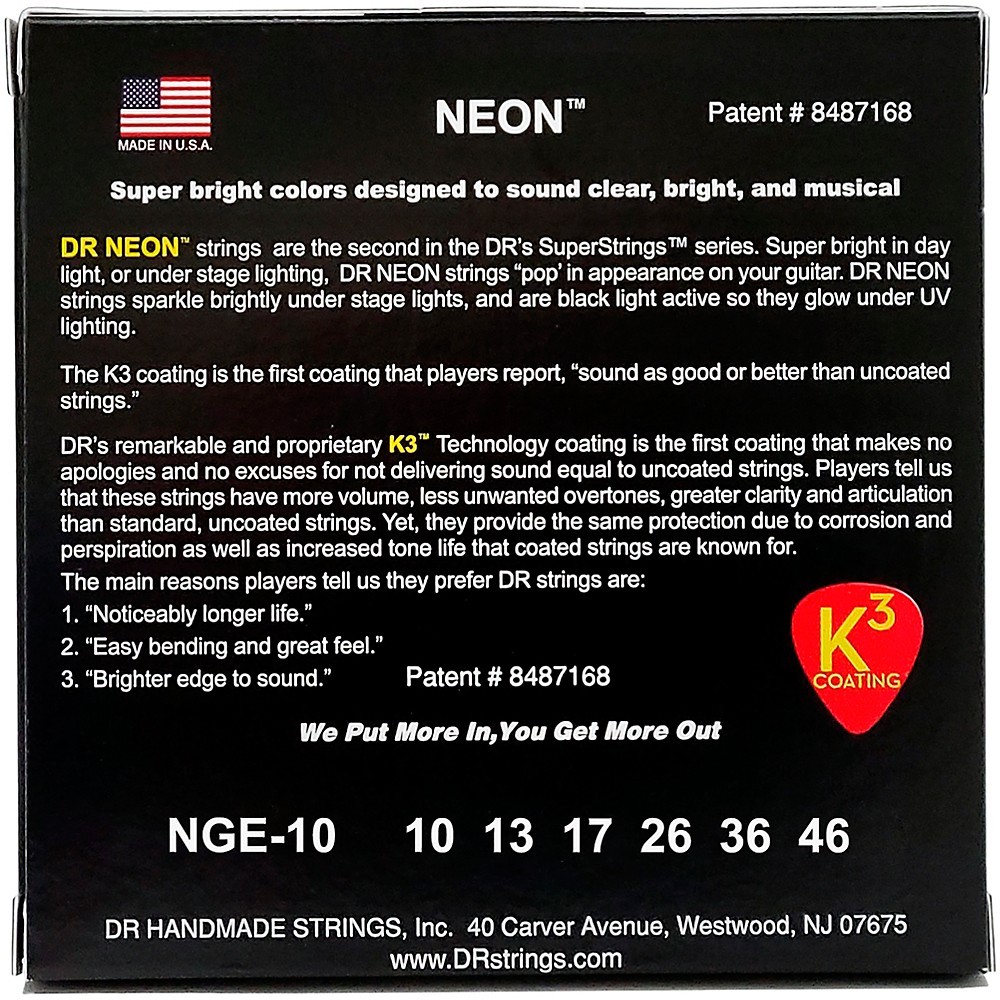 NEON™
Patent # 8487168
MADE IN U.S.A.
Super bright colors designed to sound clear, bright, and musical
DR NEON™ strings are the second in the DR's SuperStrings™ series. Super bright in day
light, or under stage lighting, DR NEON strings “pop’ in appearance on your guitar. DR NEON
strings sparkle brightly under stage lights, and are black light active so they glow under UV
lighting.
The K3 coating is the first coating that players report, “sound as good or better than uncoated
strings.”
DR's remarkable and proprietary K3™ Technology coating is the first coating that makes no
apologies and no excuses for not delivering sound equal to uncoated strings. Players tell us
that these strings have more volume, less unwanted overtones, greater clarity and articulation
than standard, uncoated strings. Yet, they provide the same protection due to corrosion and
perspiration as well as increased tone life that coated strings are known for.
The main reasons players tell us they prefer DR strings are:
1. “Noticeably longer life.”
2. “Easy bending and great feel.”
3. “Brighter edge to sound.” Patent # 8487168
K3
COATING
We Put More In,You Get More Out
NGE-10 10 13 17 26 36 46
DR HANDMADE STRINGS, Inc. 40 Carver Avenue, Westwood, NJ 07675
www.DRstrings.com